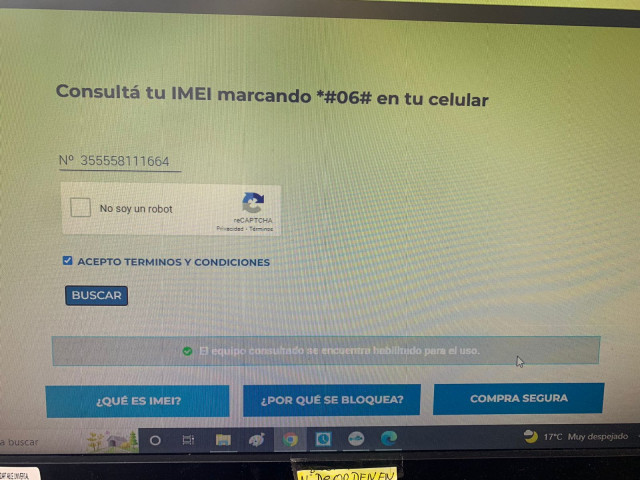 Consultá tu IMEI marcando *#06# en tu celular
Nº 355558111664
No soy un robot
reCAPTCHA
Privacidad - Términos
ACEPTO TERMINOS Y CONDICIONES
BUSCAR
El equipo consultado se encuentra habilitado para el uso.
¿QUÉ ES IMEI?
¿POR QUÉ SE BLOQUEA?
COMPRA SEGURA
a buscar
17°C Muy despejado